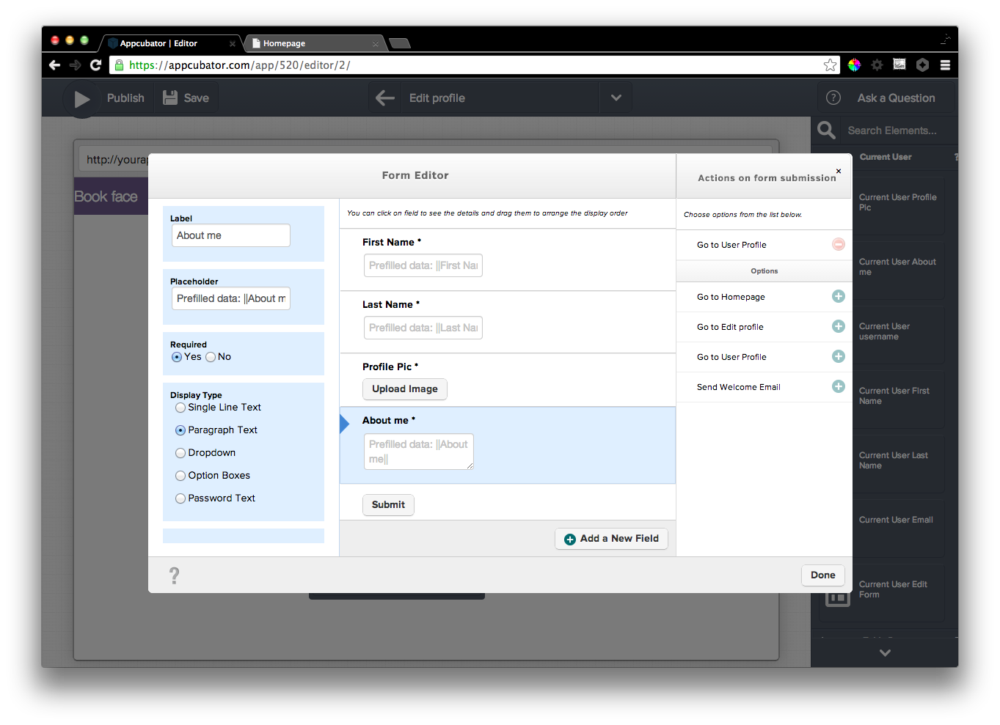 Appcubator | Editor
Homepage
https://appcubator.com/app/520/editor/2/
Publish
Save
Edit profile
Ask a Question
Search Elements...
http://yourap
Book face
Form Editor
Actions on form submission
Label
About me
Placeholder
Prefilled data: ||About m
Required
Yes
No
Display Type
Single Line Text
Paragraph Text
Dropdown
Option Boxes
Password Text
You can click on field to see the details and drag them to arrange the display order
First Name *
Prefilled data: ||First Nar
Last Name *
Prefilled data: ||Last Nar
Profile Pic *
Upload Image
About me *
Prefilled data: ||About
me||
Submit
Add a New Field
Choose options from the list below.
Go to User Profile
Options
Go to Homepage
Go to Edit profile
Go to User Profile
Send Welcome Email
?
Done
Current User
?
Current User Profile
Pic
Current User About
me
Current User
username
Current User First
Name
Current User Last
Name
Current User Email
Current User Edit
Form